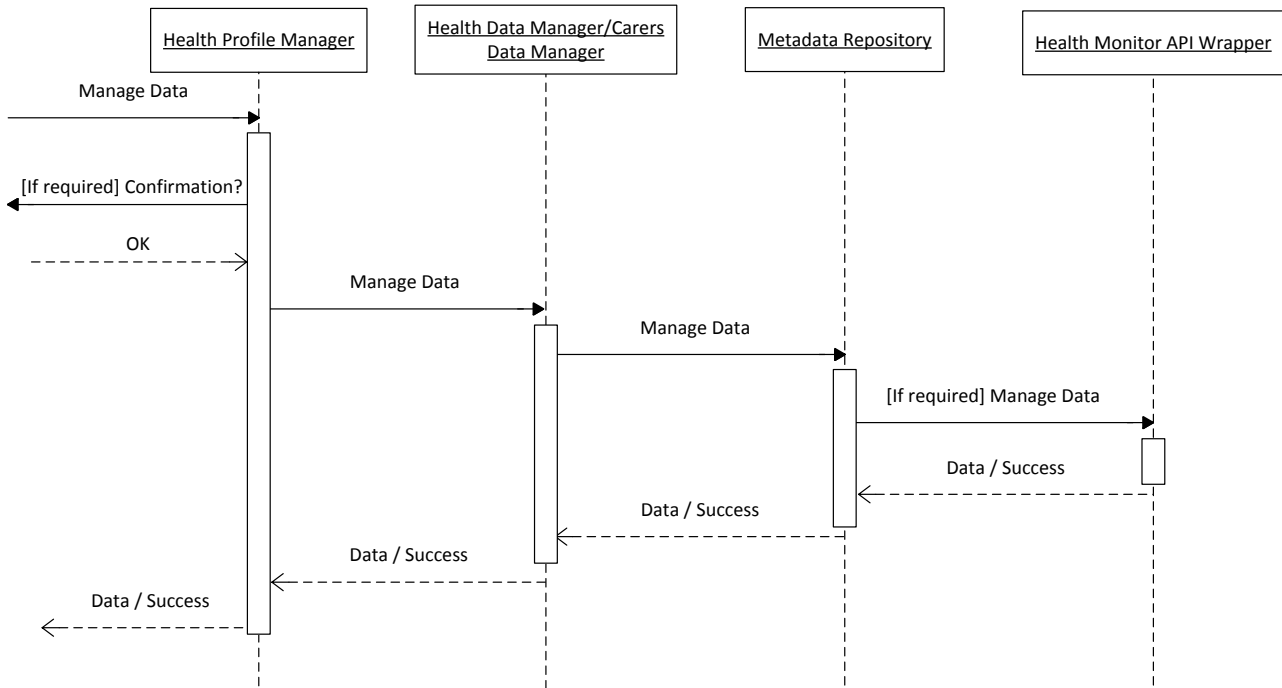 Health Profile Manager
Health Data Manager/Carers
Data Manager
Metadata Repository
Health Monitor API Wrapper
Manage Data
[If required] Confirmation?
OK
Manage Data
Manage Data
[If required] Manage Data
Data / Success
Data / Success
Data / Success
Data / Success